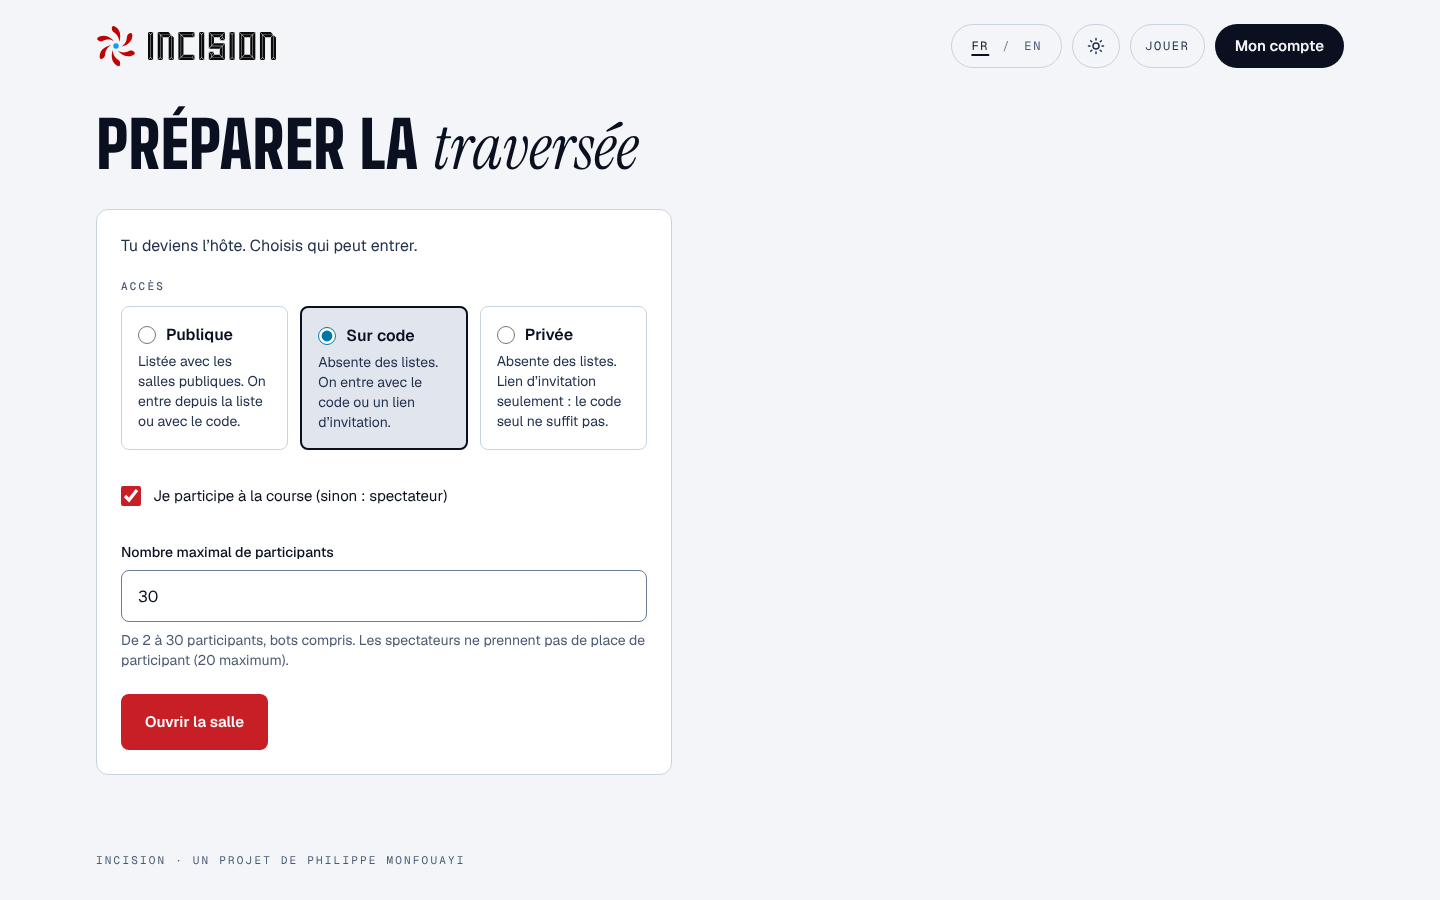 INCISION
FR / EN
JOUER
Mon compte
PRÉPARER LA traversée
Tu deviens l’hôte. Choisis qui peut entrer.
ACCÈS
Publique
Listée avec les
salles publiques. On
entre depuis la liste
ou avec le code.
Sur code
Absente des listes.
On entre avec le
code ou un lien
d’invitation.
Privée
Absente des listes.
Lien d’invitation
seulement : le code
seul ne suffit pas.
Je participe à la course (sinon : spectateur)
Nombre maximal de participants
30
De 2 à 30 participants, bots compris. Les spectateurs ne prennent pas de place de
participant (20 maximum).
Ouvrir la salle
INCISION · UN PROJET DE PHILIPPE MONFOUAYI